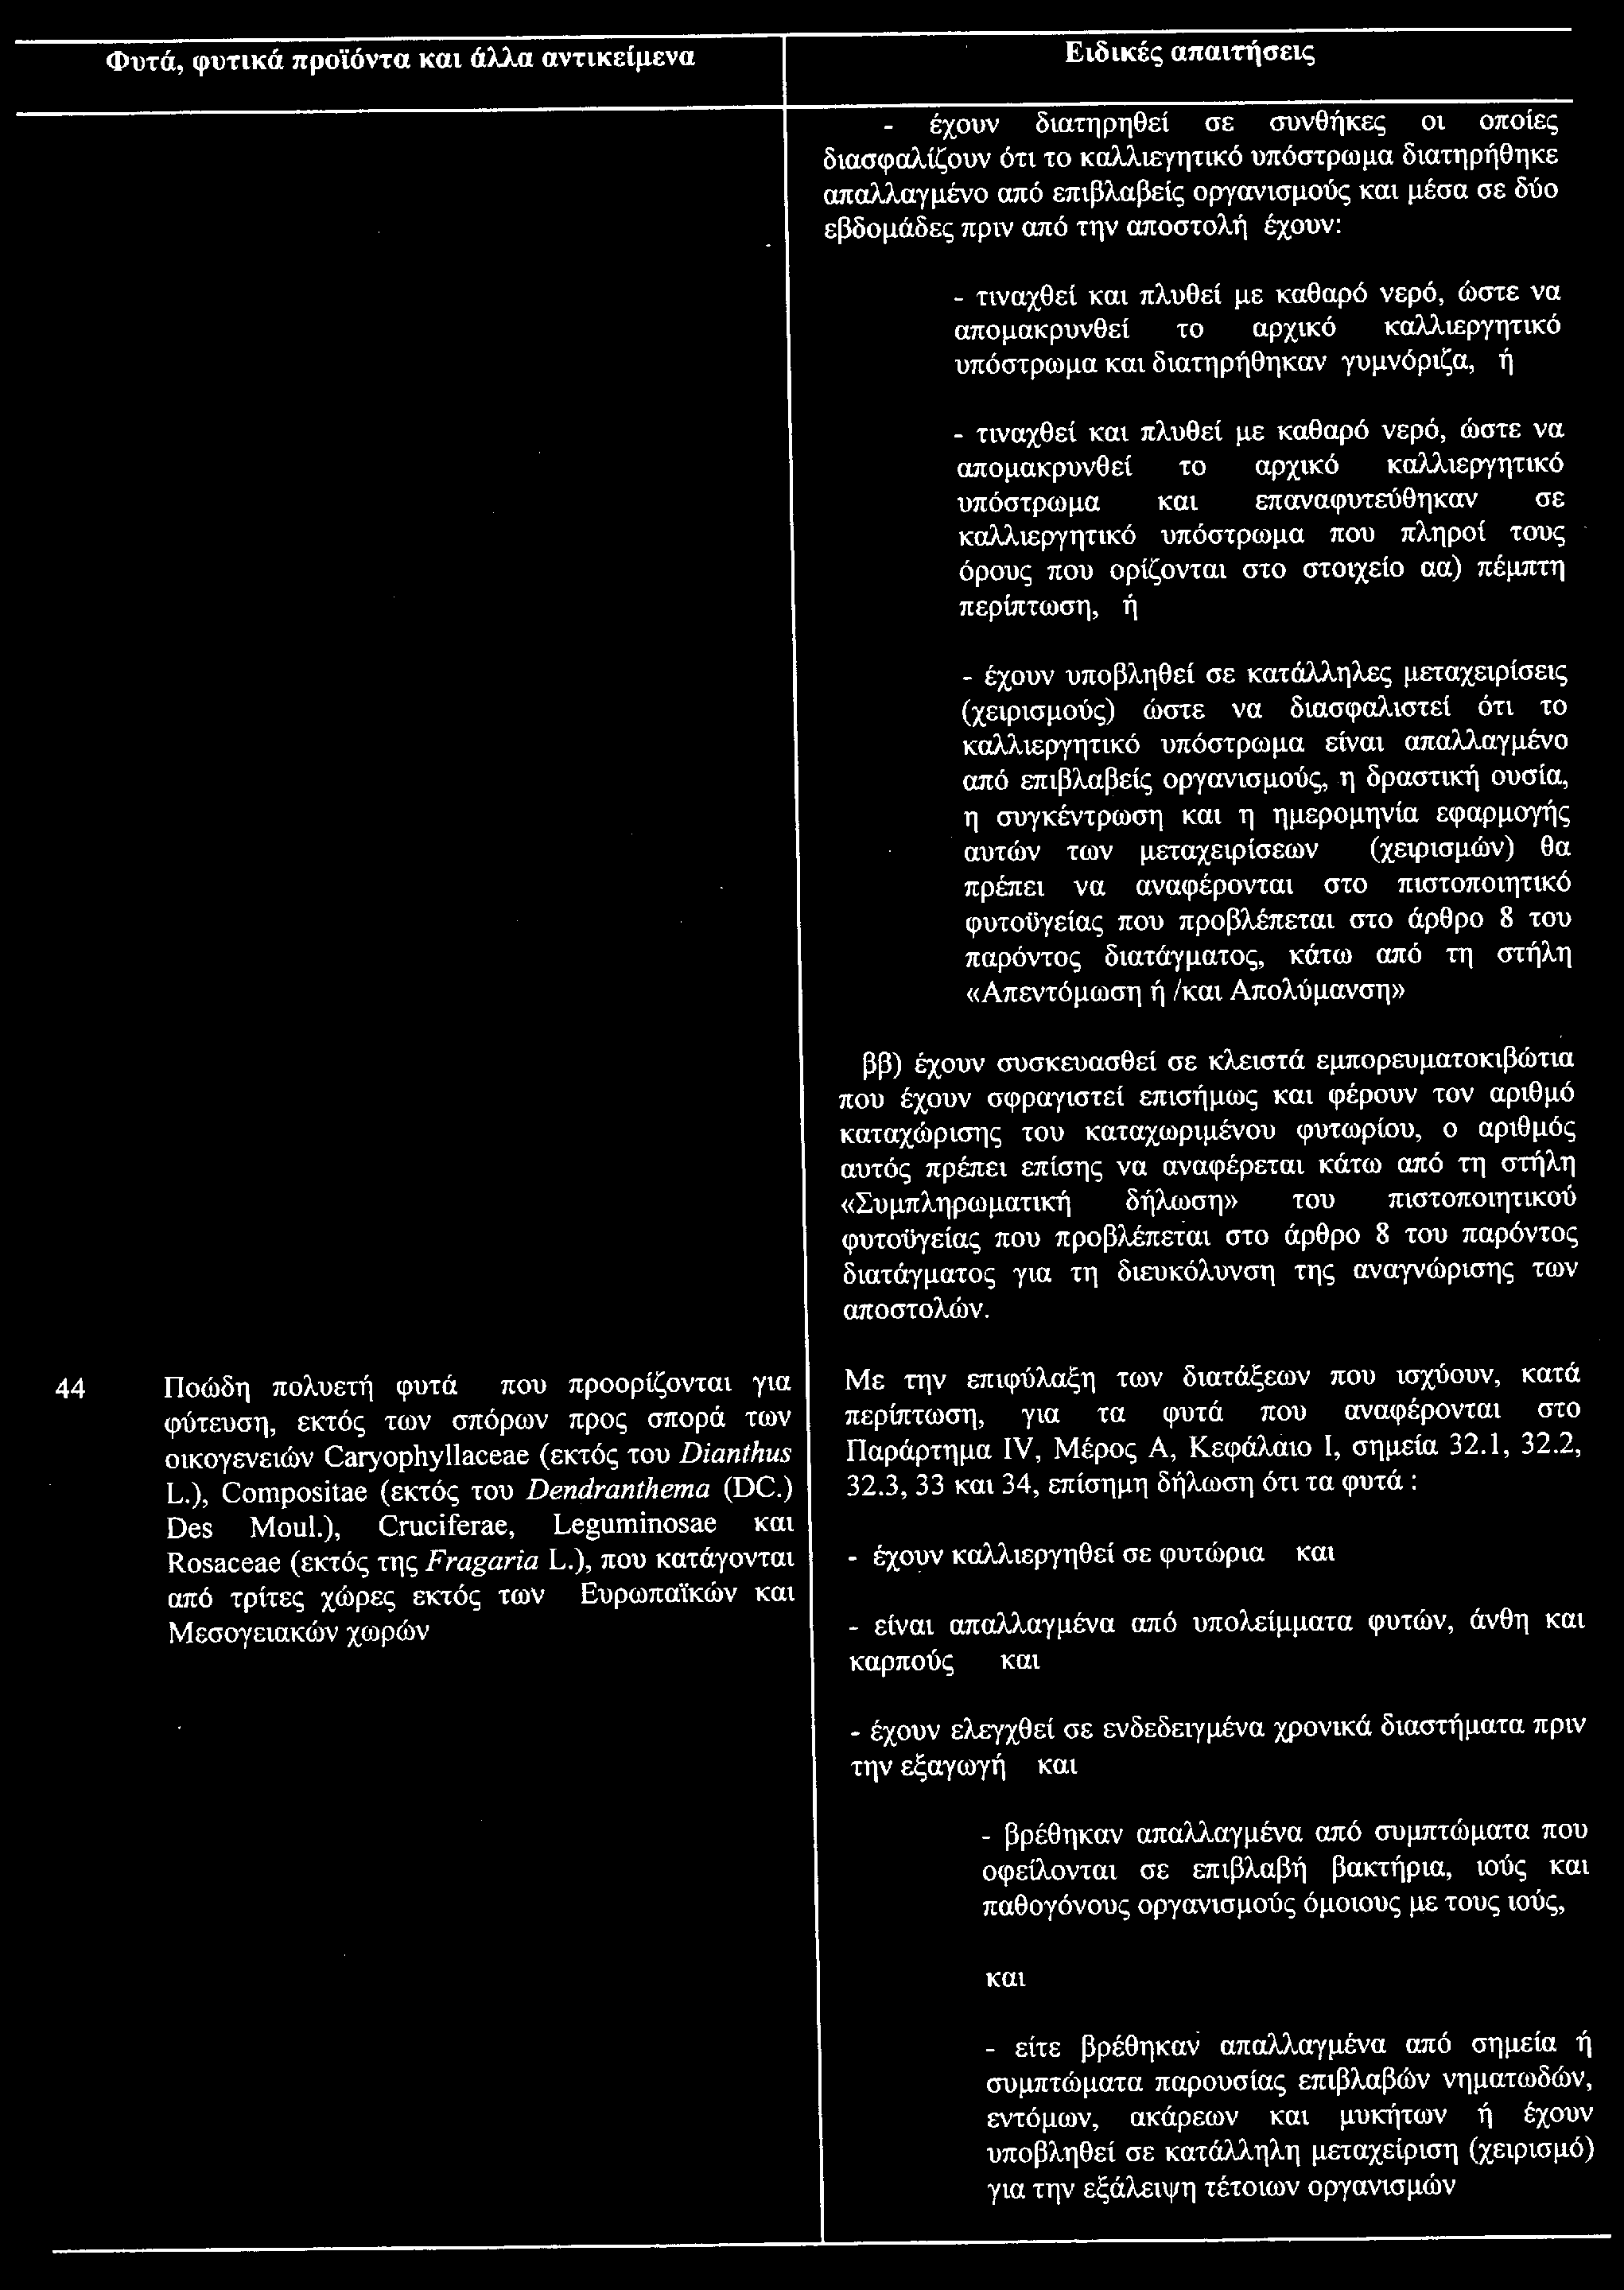 Φυτά, φυτικά προϊόντα και άλλα αντικείμενα
Ειδικές απαιτήσεις
- έχουν διατηρηθεί σε συνθήκες οι οποίες
διασφαλίζουν ότι το καλλιεγητικό υπόστρωμα διατηρήθηκε
απαλλαγμένο από επιβλαβείς οργανισμούς και μέσα σε δύο
εβδομάδες πριν από την αποστολή έχουν:
- τιναχθεί και πλυθεί με καθαρό νερό, ώστε να
απομακρυνθεί το αρχικό καλλιεργητικό
υπόστρωμα και διατηρήθηκαν γυμνόριζα, ή
- τιναχθεί και πλυθεί με καθαρό νερό, ώστε να
απομακρυνθεί το αρχικό καλλιεργητικό
υπόστρωμα και επαναφυτεύθηκαν σε
καλλιεργητικό υπόστρωμα που πληροί τους
όρους που ορίζονται στο στοιχείο αα) πέμπτη
περίπτωση, ή
- έχουν υποβληθεί σε κατάλληλες μεταχειρίσεις
(χειρισμούς) ώστε να διασφαλιστεί ότι το
καλλιεργητικό υπόστρωμα είναι απαλλαγμένο
από επιβλαβείς οργανισμούς, η δραστική ουσία,
η συγκέντρωση και η ημερομηνία εφαρμογής
αυτών των μεταχειρίσεων (χειρισμών) θα
πρέπει να αναφέρονται στο πιστοποιητικό
φυτοϋγείας που προβλέπεται στο άρθρο 8 του
παρόντος διατάγματος, κάτω από τη στήλη
«Απεντόμωση ή /και Απολύμανση»
ββ) έχουν συσκευασθεί σε κλειστά εμπορευματοκιβώτια
που έχουν σφραγιστεί επισήμως και φέρουν τον αριθμό
καταχώρισης του καταχωριμένου φυτωρίου, ο αριθμός
αυτός πρέπει επίσης να αναφέρεται κάτω από τη στήλη
«Συμπληρωματική δήλωση» του πιστοποιητικού
φυτοϋγείας που προβλέπεται στο άρθρο 8 του παρόντος
διατάγματος για τη διευκόλυνση της αναγνώρισης των
αποστολών.
44 Ποώδη πολυετή φυτά που προορίζονται για
φύτευση, εκτός των σπόρων προς σπορά των
οικογενειών Caryophyllaceae (εκτός του Dianthus
L.), Compositae (εκτός του Dendranthema (DC.)
Des Moul.), Cruciferae, Leguminosae και
Rosaceae (εκτός της Fragaria L.), που κατάγονται
από τρίτες χώρες εκτός των Ευρωπαϊκών και
Μεσογειακών χωρών
Με την επιφύλαξη των διατάξεων που ισχύουν, κατά
περίπτωση, για τα φυτά που αναφέρονται στο
Παράρτημα IV, Μέρος Α, Κεφάλαιο Ι, σημεία 32.1, 32.2,
32.3, 33 και 34, επίσημη δήλωση ότι τα φυτά :
- έχουν καλλιεργηθεί σε φυτώρια και
- είναι απαλλαγμένα από υπολείμματα φυτών, άνθη και
καρπούς και
- έχουν ελεγχθεί σε ενδεδειγμένα χρονικά διαστήματα πριν
την εξαγωγή και
- βρέθηκαν απαλλαγμένα από συμπτώματα που
οφείλονται σε επιβλαβή βακτήρια, ιούς και
παθογόνους οργανισμούς όμοιους με τους ιούς,
και
- είτε βρέθηκαν απαλλαγμένα από σημεία ή
συμπτώματα παρουσίας επιβλαβών νηματωδών,
εντόμων, ακάρεων και μυκήτων ή έχουν
υποβληθεί σε κατάλληλη μεταχείριση (χειρισμό)
για την εξάλειψη τέτοιων οργανισμών